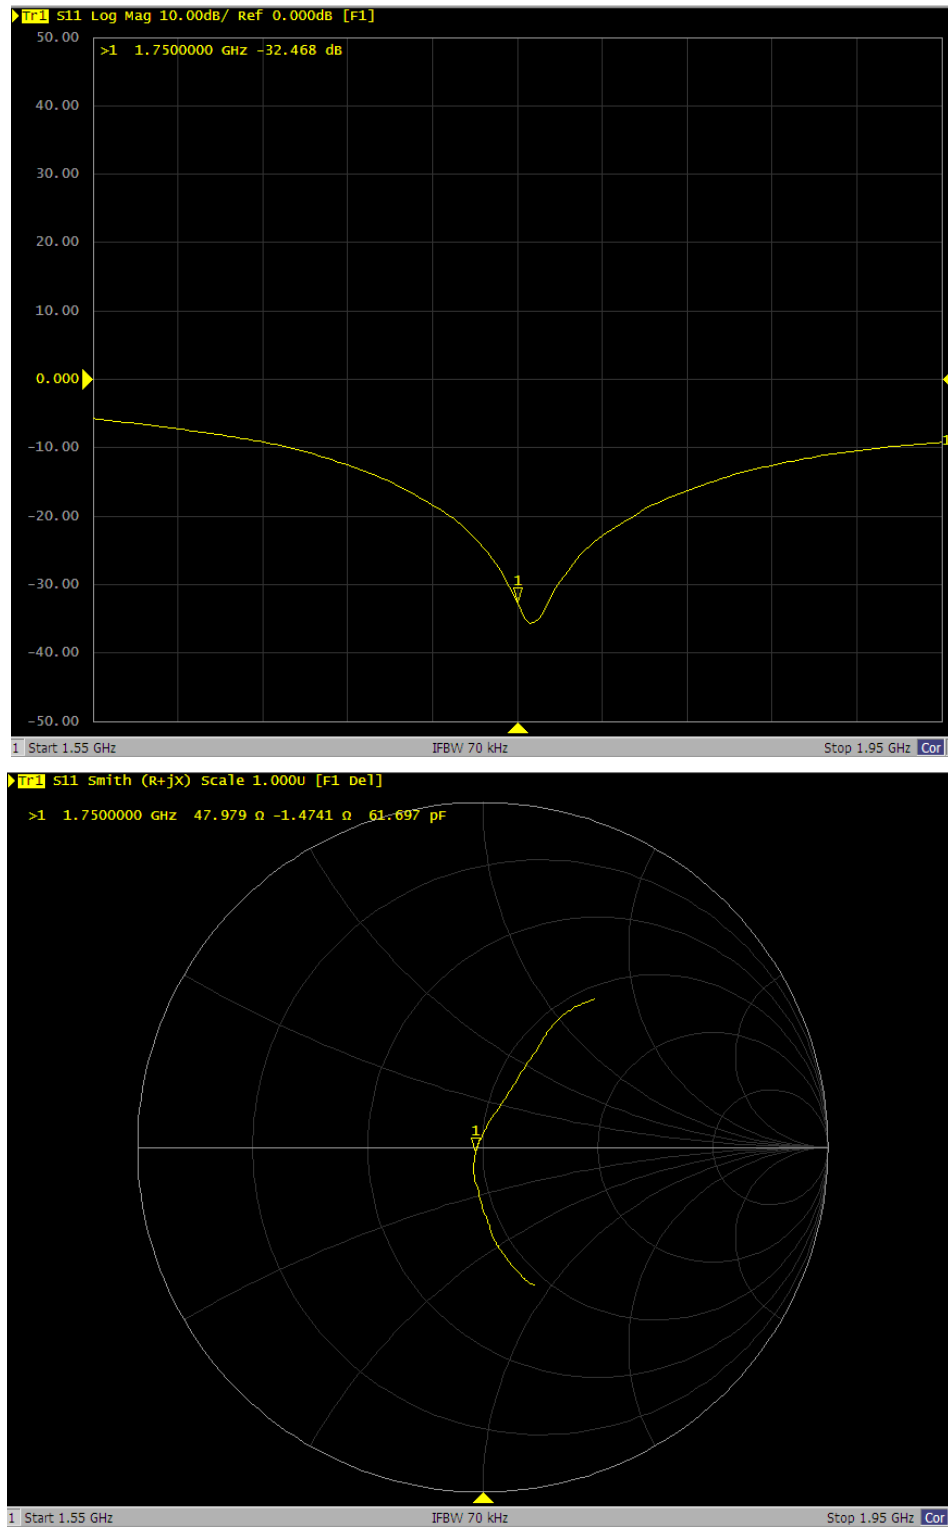 Tr1 S11 Log Mag 10.00dB/ Ref 0.000dB [F1]
50.00
>1 1.7500000 GHz -32.468 dB
40.00
30.00
20.00
10.00
0.000
-10.00
1
-20.00
-30.00
1
-40.00
-50.00
1 Start 1.55 GHz IFBW 70 kHz Stop 1.95 GHz Cor
Tr1 S11 Smith (R+jX) Scale 1.000U [F1 Del]
>1 1.7500000 GHz 47.979 Ω -1.4741 Ω 61.697 pF
1
1 Start 1.55 GHz IFBW 70 kHz Stop 1.95 GHz Cor